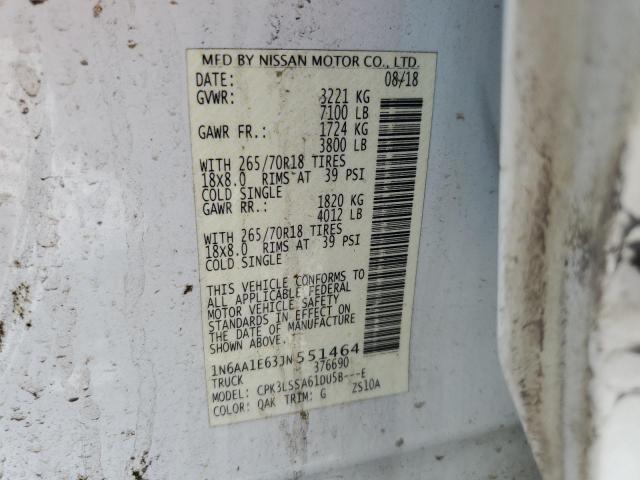 MFD BY NISSAN MOTOR CO., LTD.
DATE: 08/18
GVWR: 3221 KG
7100 LB
GAWR FR.: 1724 KG
3800 LB
WITH 265/70R18 TIRES
18X8.0 RIMS AT 39 PSI
COLD SINGLE
GAWR RR.: 1820 KG
4012 LB
WITH 265/70R18 TIRES
18X8.0 RIMS AT 39 PSI
COLD SINGLE
THIS VEHICLE CONFORMS TO
ALL APPLICABLE FEDERAL
MOTOR VEHICLE SAFETY
STANDARDS IN EFFECT ON
THE DATE OF MANUFACTURE
SHOWN ABOVE.
1N6AA1E63JN551464
TRUCK 376690
MODEL: CPK3LSSA61DU5B---E
COLOR: QAK TRIM: G ZS10A